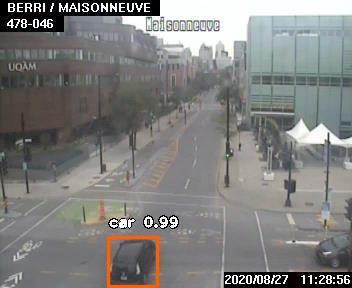 BERRI / MAISONNEUVE
Maisonneuve
478-046
UQAM
car 0.99
2020/08/27 11:28:56